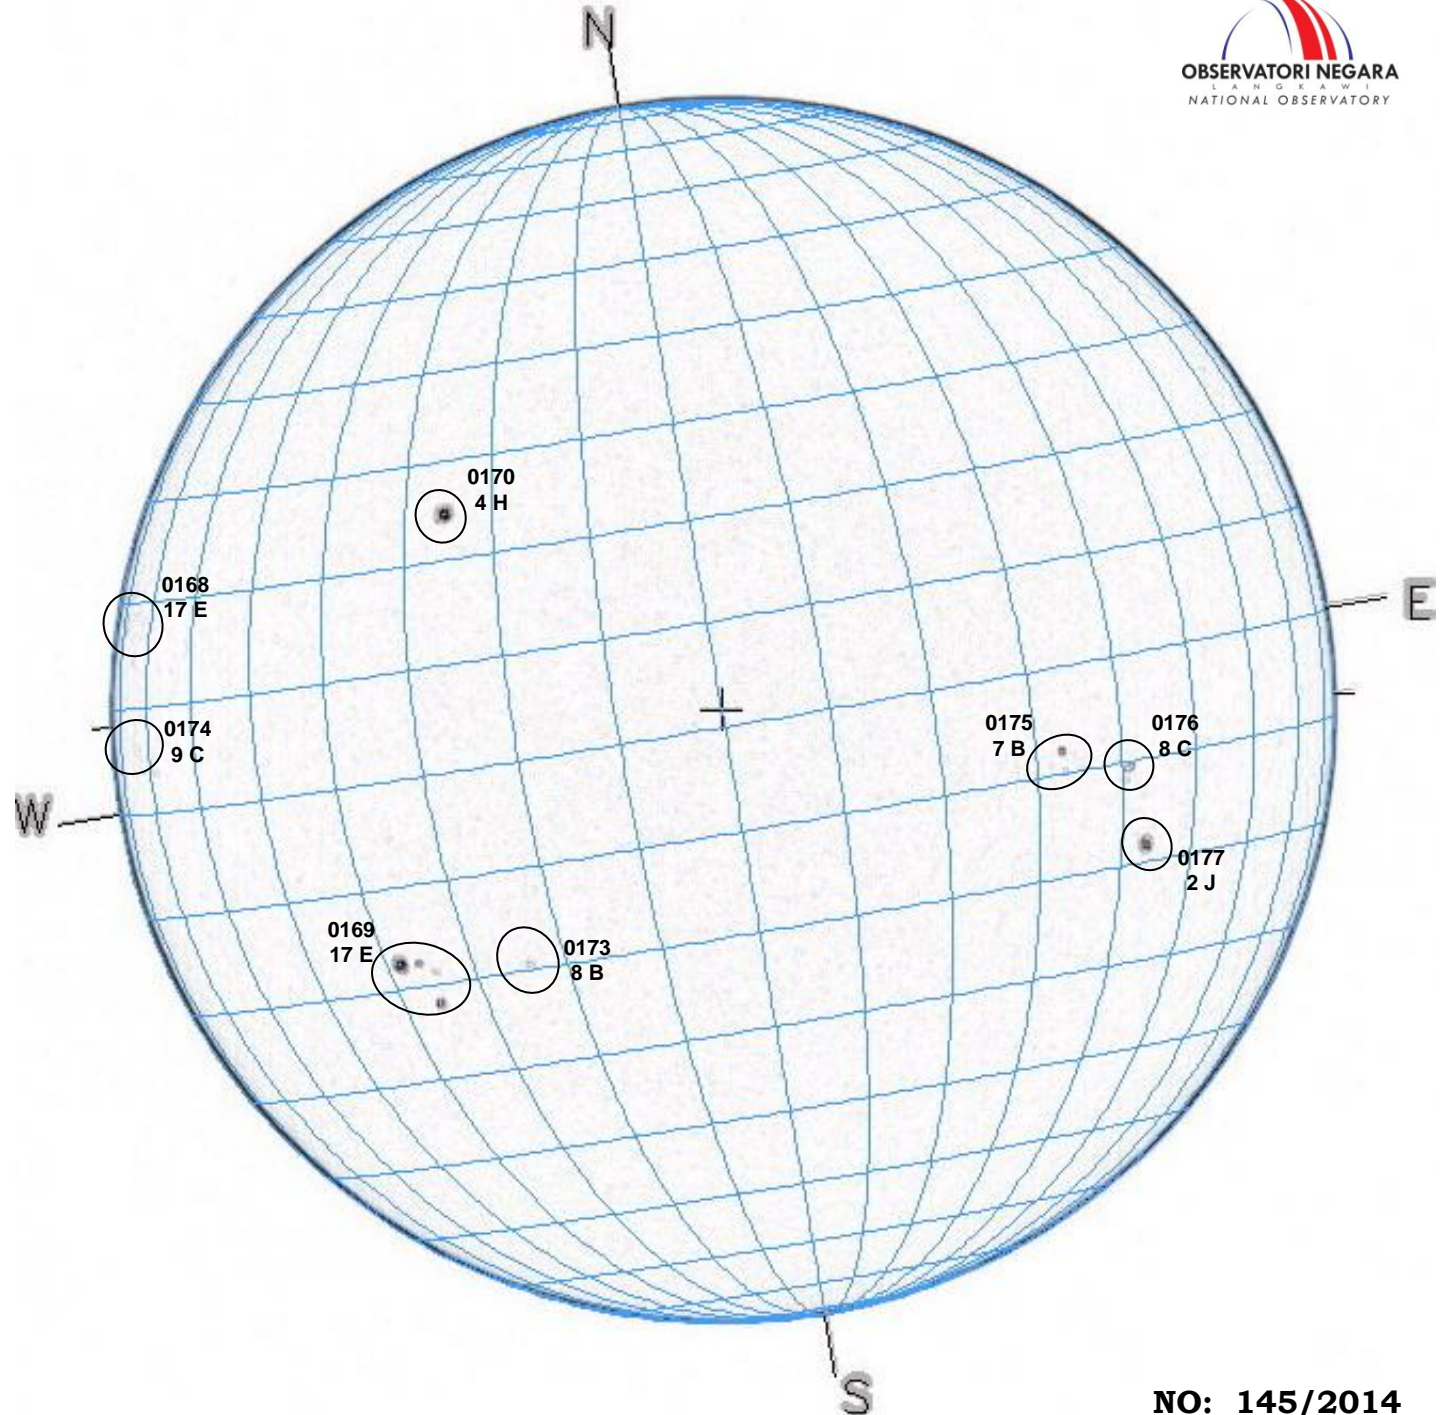 N
OBSERVATORI NEGARA
LANGKAWI
NATIONAL OBSERVATORY
0170
4 H
0168
17 E
E
0174
9 C
0175
7 B
0176
8 C
W
0177
2 J
0169
17 E
0173
8 B
S
NO: 145/2014